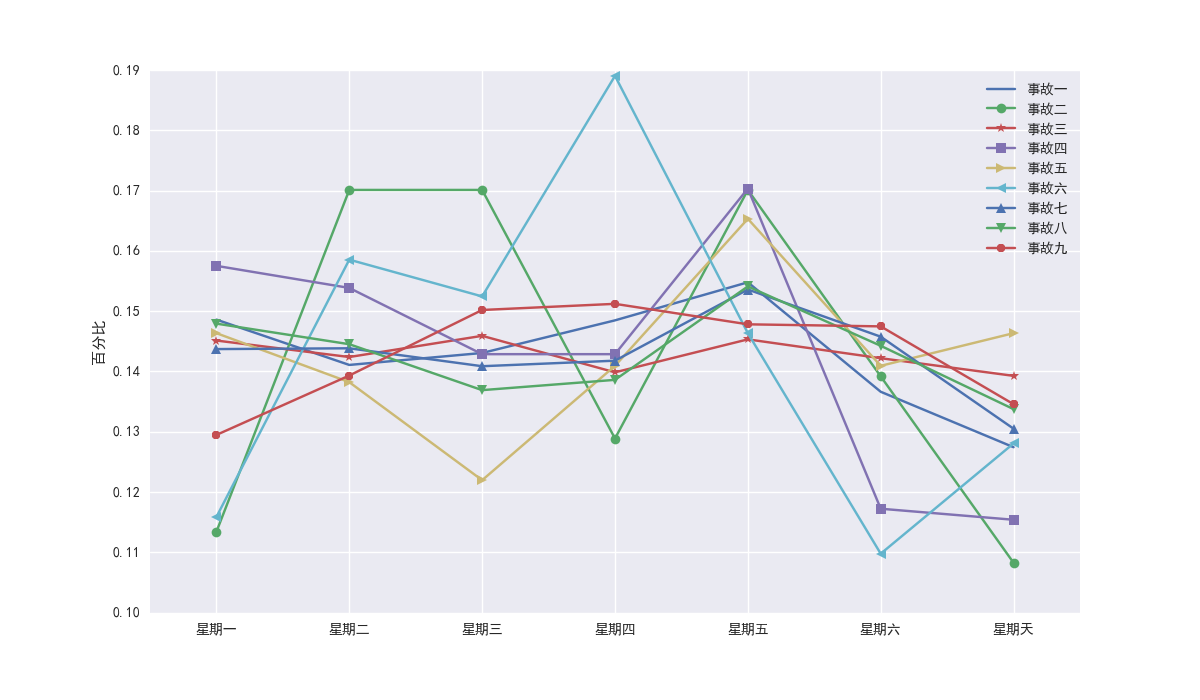 0.19
0.18
0.17
0.16
0.15
0.14
0.13
0.12
0.11
0.10
百分比
星期一 星期二 星期三 星期四 星期五 星期六 星期天
事故一
事故二
事故三
事故四
事故五
事故六
事故七
事故八
事故九